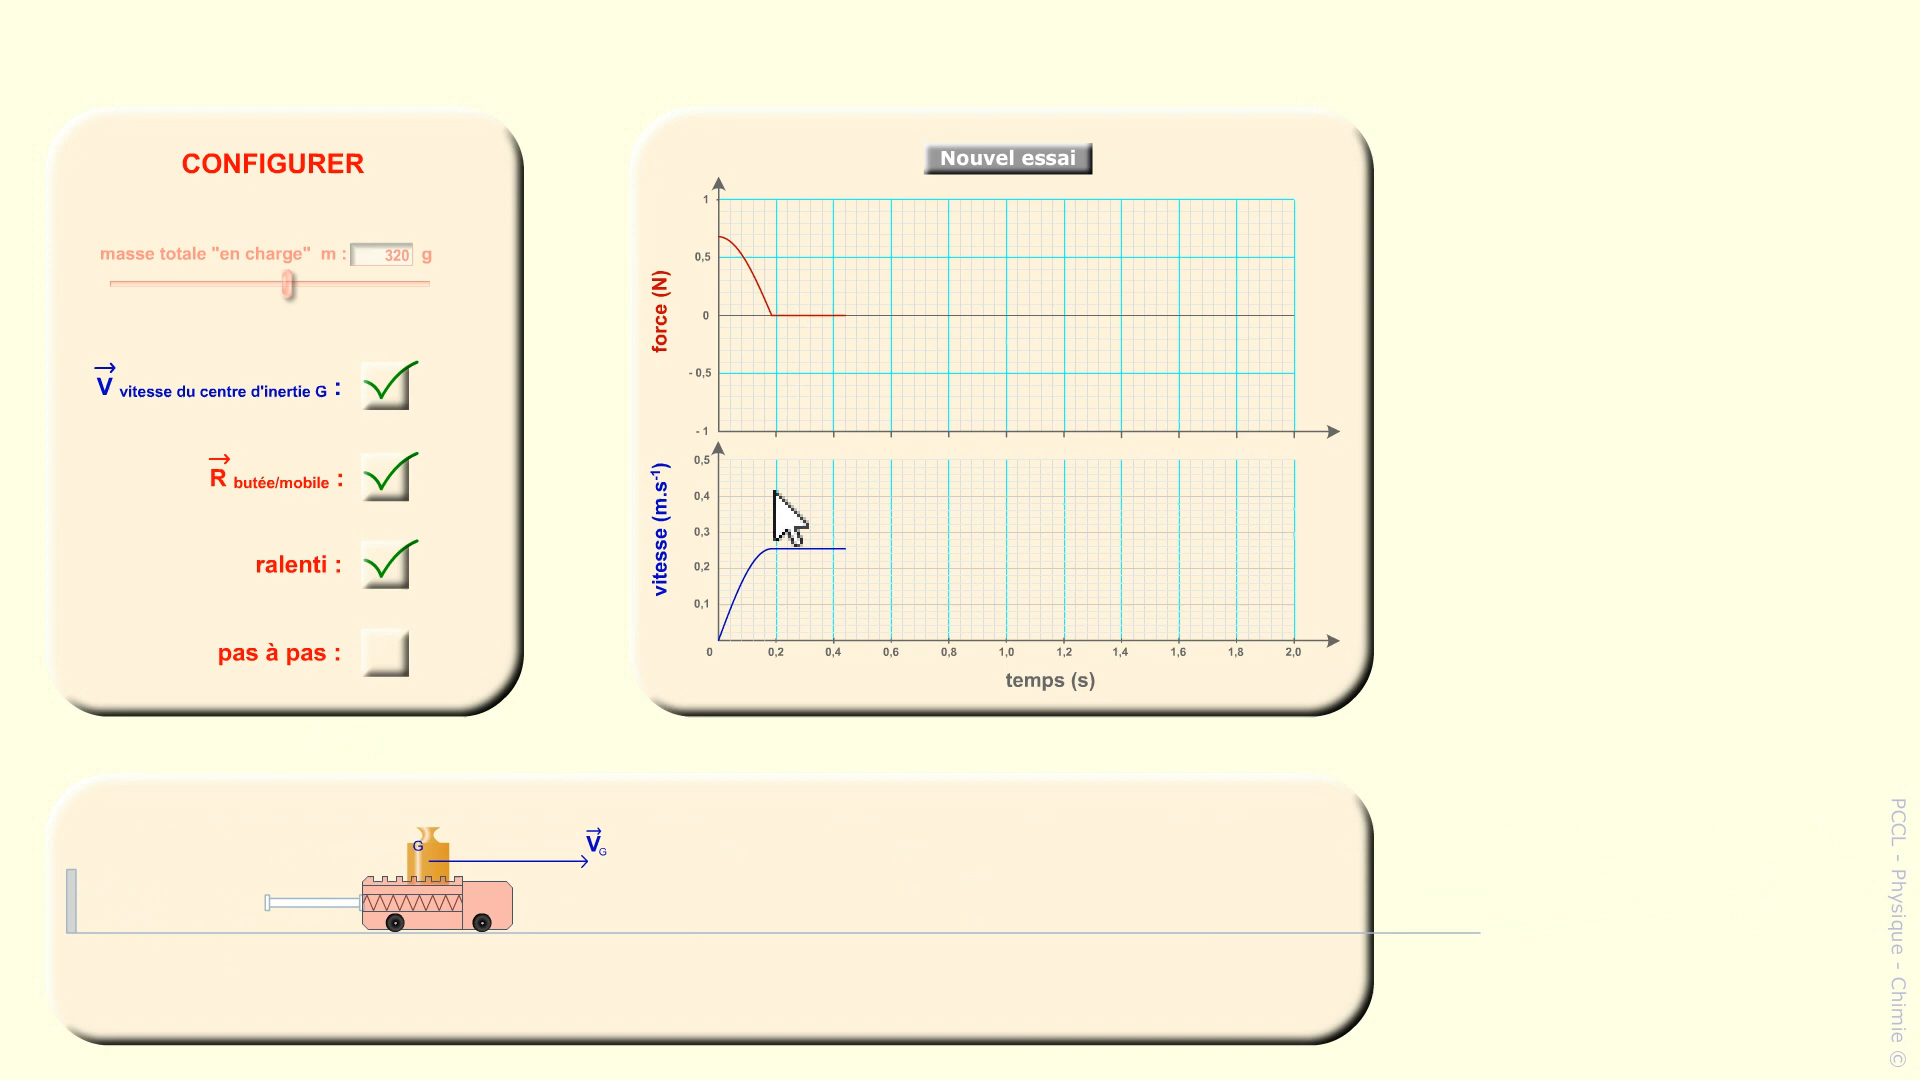 CONFIGURER
masse totale "en charge" m : 320 g
V vitesse du centre d'inertie G :
R butée/mobile :
ralenti :
pas à pas :
Nouvel essai
force (N)
1
0,5
0
- 0,5
- 1
vitesse (m.s-1)
0,5
0,4
0,3
0,2
0,1
0 0,2 0,4 0,6 0,8 1,0 1,2 1,4 1,6 1,8 2,0
temps (s)
G
VG
PCCL - Physique - Chimie ©